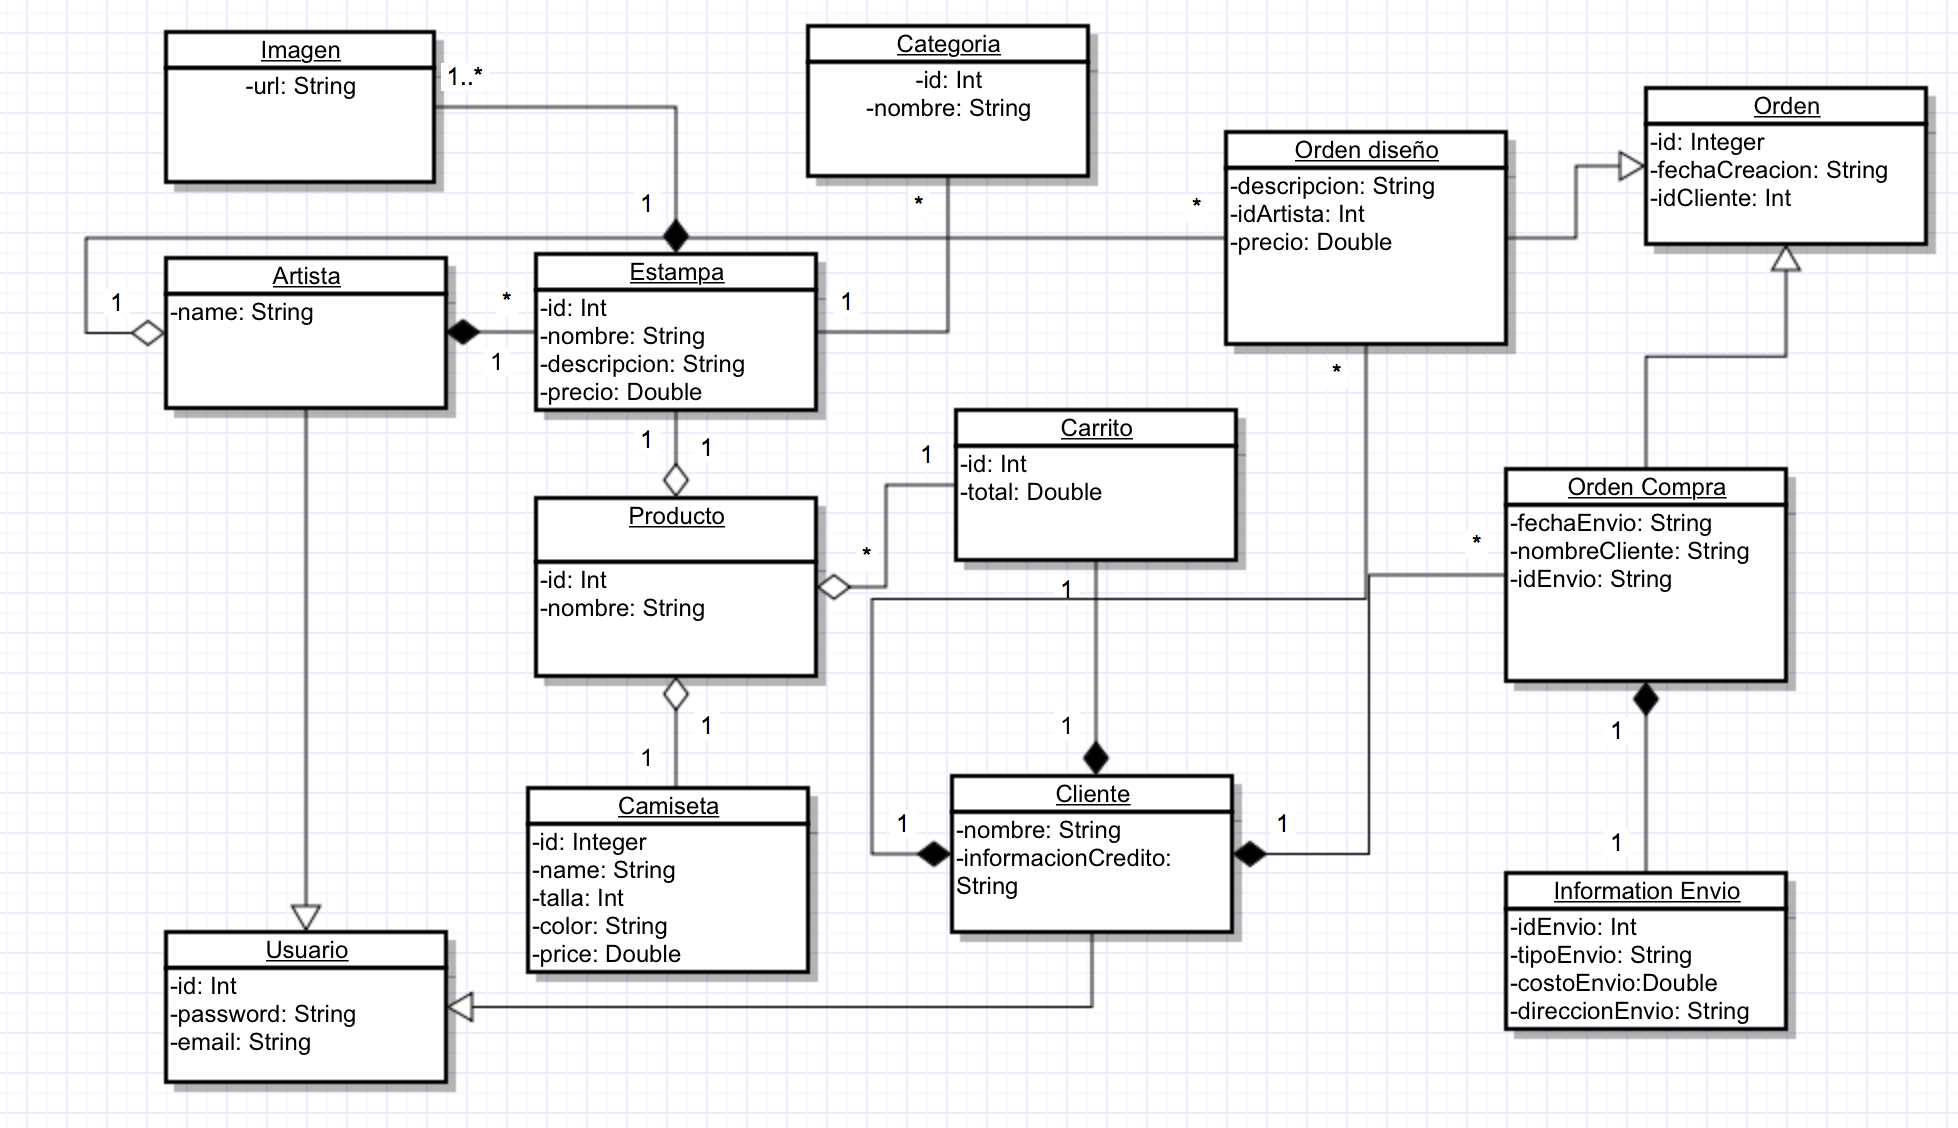 Imagen
-url: String
1..*
1
Categoria
-id: Int
-nombre: String
*
1
Orden diseño
-descripcion: String
-idArtista: Int
-precio: Double
*
*
Orden
-id: Integer
-fechaCreacion: String
-idCliente: Int
Artista
-name: String
1
*
1
Estampa
-id: Int
-nombre: String
-descripcion: String
-precio: Double
1
1
Carrito
-id: Int
-total: Double
1
*
1
1
Producto
-id: Int
-nombre: String
1
1
Orden Compra
-fechaEnvio: String
-nombreCliente: String
-idEnvio: String
*
1
1
Camiseta
-id: Integer
-name: String
-talla: Int
-color: String
-price: Double
Cliente
-nombre: String
-informacionCredito:
String
1
1
Usuario
-id: Int
-password: String
-email: String
Information Envio
-idEnvio: Int
-tipoEnvio: String
-costoEnvio:Double
-direccionEnvio: String